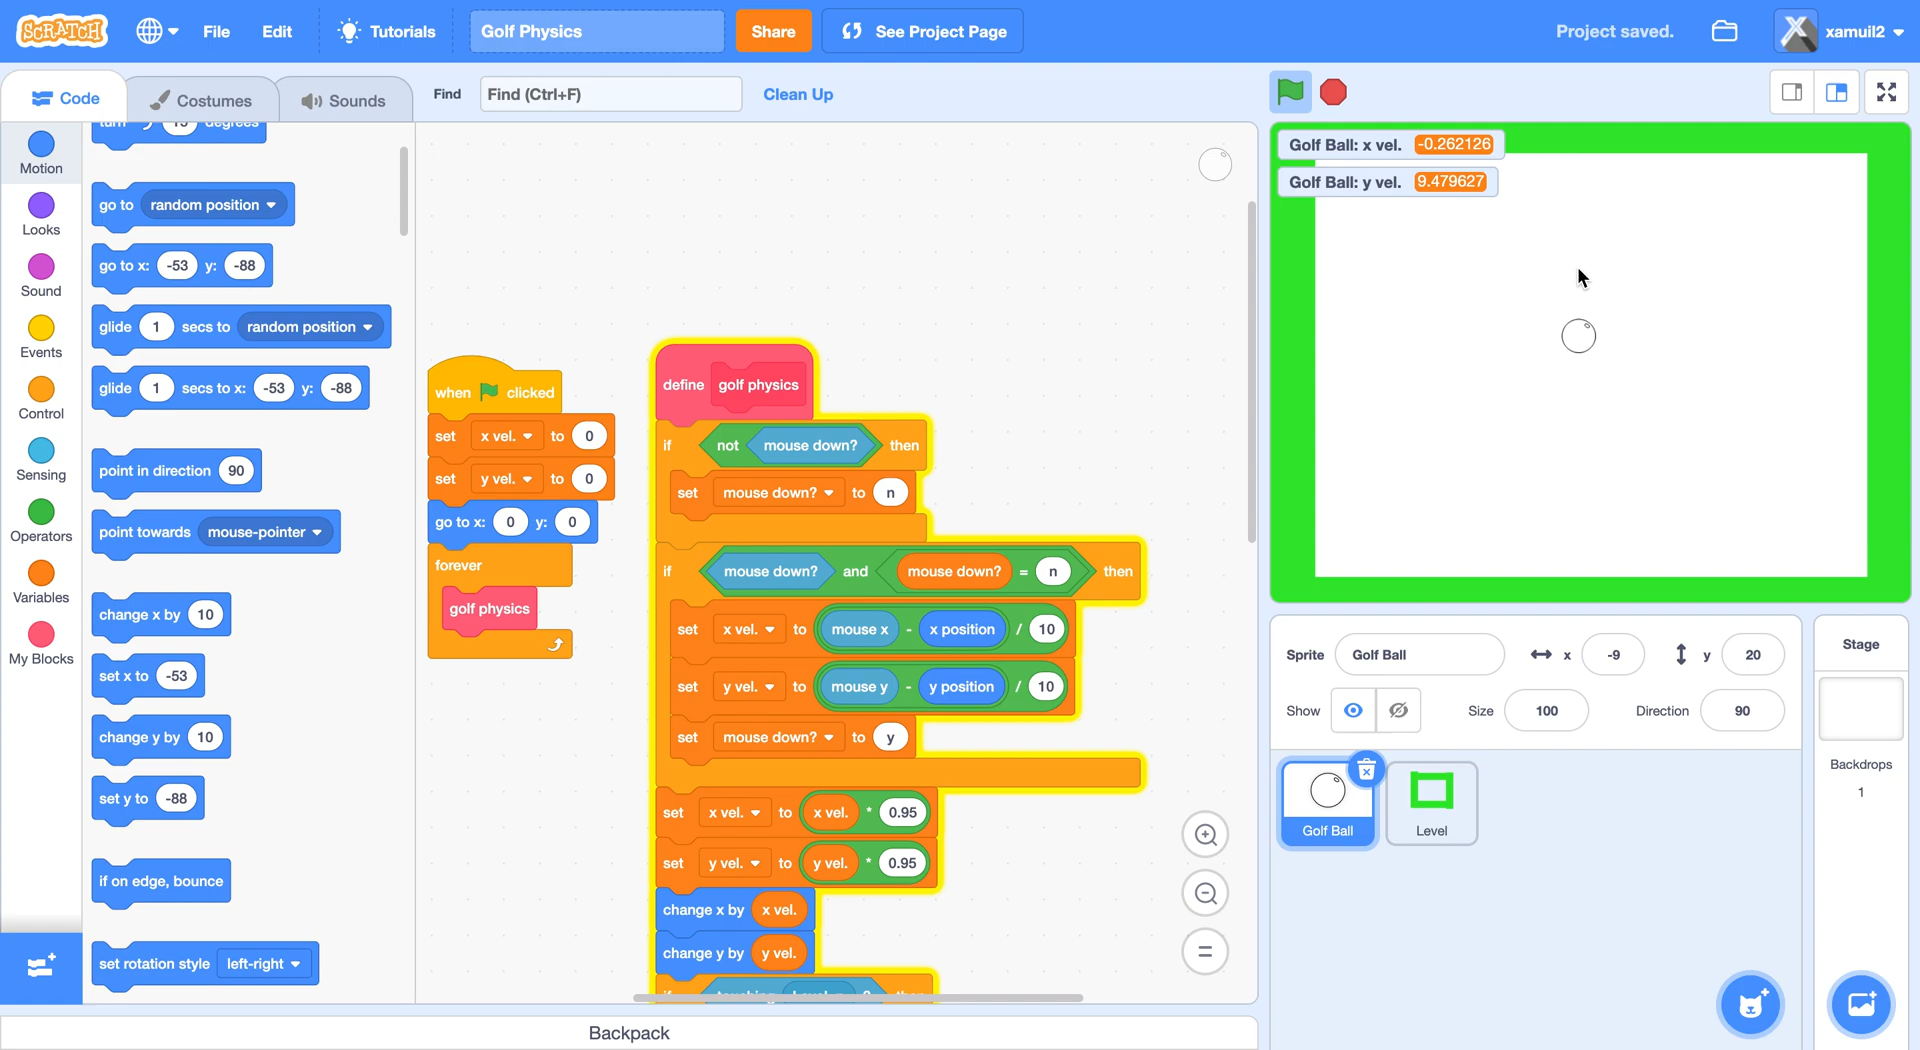 SCRATCH
File
Edit
Tutorials
Golf Physics
Share
See Project Page
Project saved.
xamuil2
Code
Costumes
Sounds
Find
Find (Ctrl+F)
Clean Up
Motion
Looks
Sound
Events
Control
Sensing
Operators
Variables
My Blocks
turn 15 degrees
go to random position
go to x: -53 y: -88
glide 1 secs to random position
glide 1 secs to x: -53 y: -88
point in direction 90
point towards mouse-pointer
change x by 10
set x to -53
change y by 10
set y to -88
if on edge, bounce
set rotation style left-right
when clicked
set x vel. to 0
set y vel. to 0
go to x: 0 y: 0
forever
golf physics
define golf physics
if not mouse down? then
set mouse down? to n
if mouse down? and mouse down? = n then
set x vel. to mouse x - x position / 10
set y vel. to mouse y - y position / 10
set mouse down? to y
set x vel. to x vel. * 0.95
set y vel. to y vel. * 0.95
change x by x vel.
change y by y vel.
if touching Level ? then
Backpack
Golf Ball: x vel. -0.262126
Golf Ball: y vel. 9.479627
Sprite Golf Ball x -9 y 20
Show Size 100 Direction 90
Golf Ball
Level
Stage
Backdrops
1